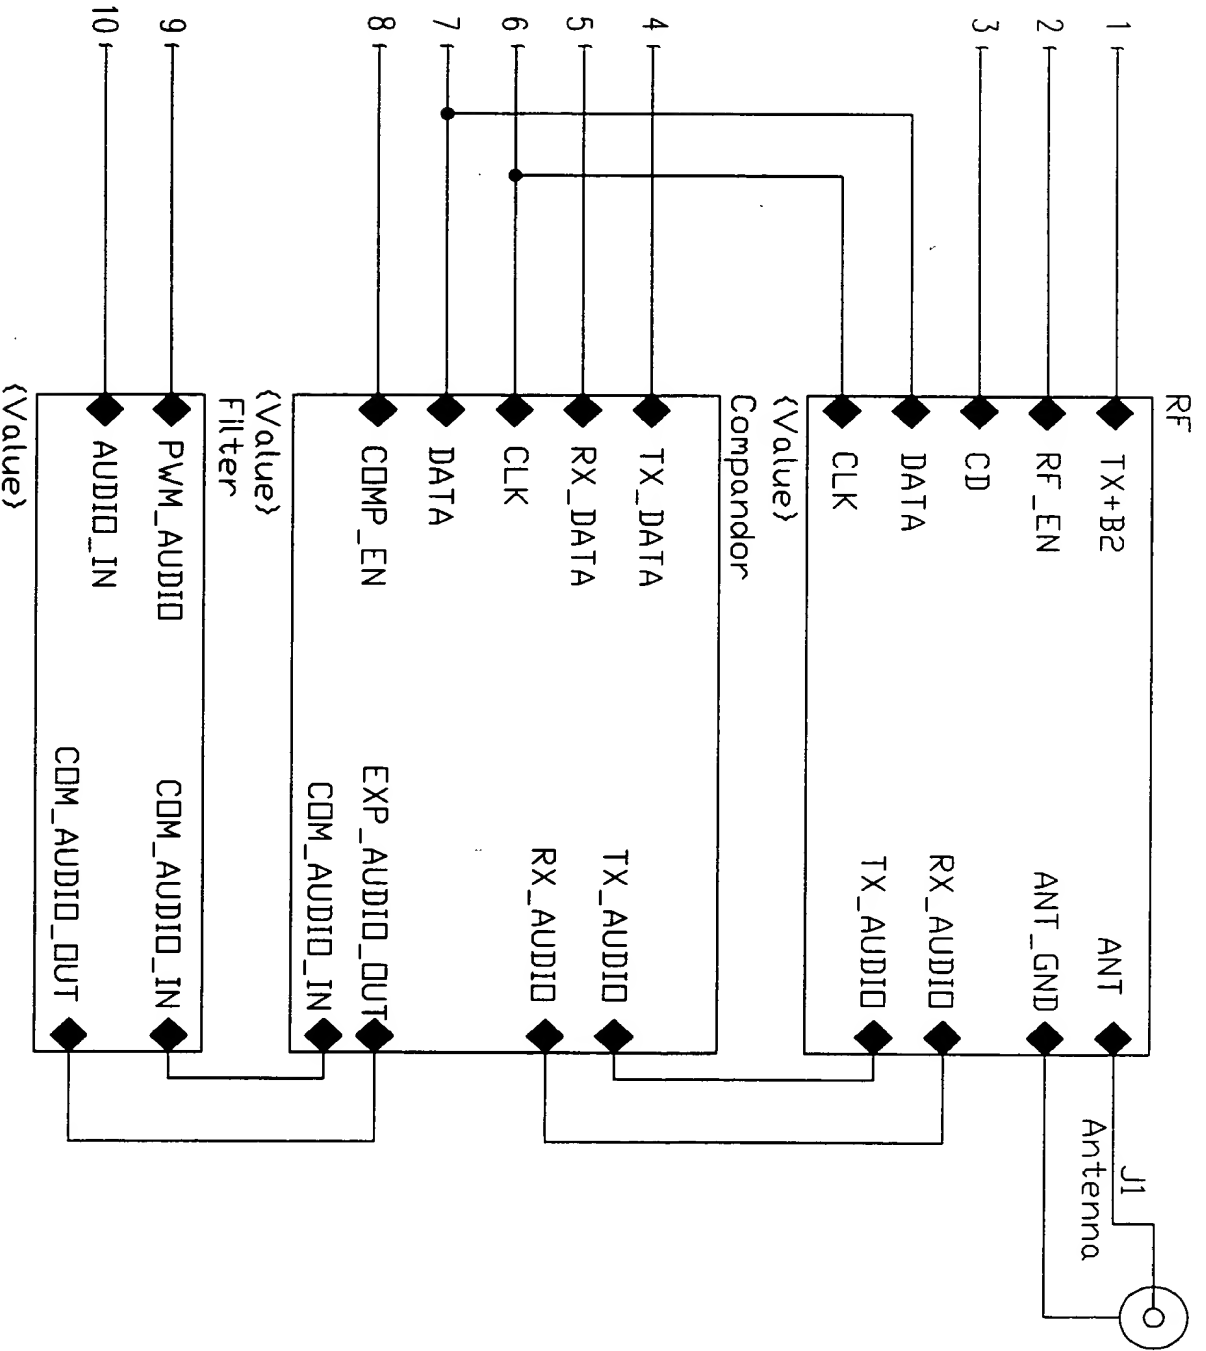 RF
1
TX+B2
ANT
2
RF_EN
ANT_GND
3
CD
RX_AUDIO
DATA
TX_AUDIO
CLK
{Value}
J1
Antenna
Compandor
4
TX_DATA
TX_AUDIO
5
RX_DATA
RX_AUDIO
6
CLK
7
DATA
8
COMP_EN
EXP_AUDIO_OUT
COM_AUDIO_IN
{Value}
Filter
9
PWM_AUDIO
COM_AUDIO_IN
10
AUDIO_IN
COM_AUDIO_OUT
{Value}